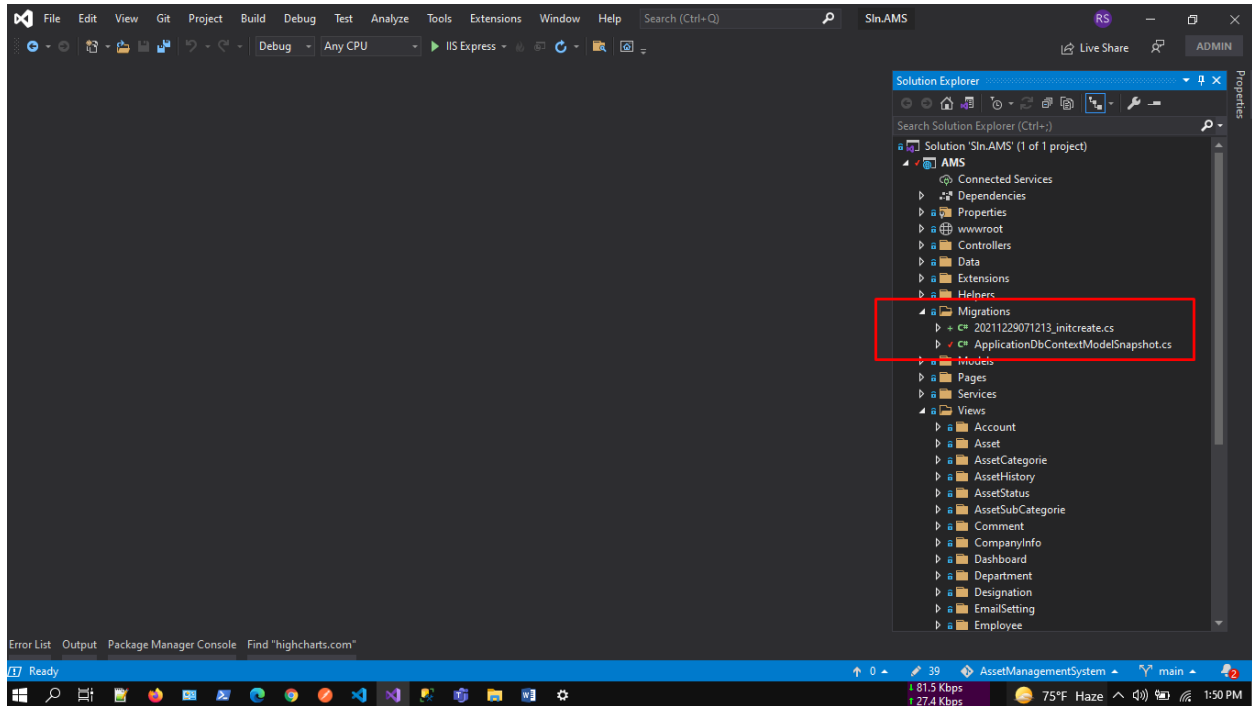 File Edit View Git Project Build Debug Test Analyze Tools Extensions Window Help Search (Ctrl+Q) Sln.AMS RS
Debug Any CPU IIS Express Live Share ADMIN
Solution Explorer
Properties
Search Solution Explorer (Ctrl+;)
Solution 'Sln.AMS' (1 of 1 project)
AMS
Connected Services
Dependencies
Properties
wwwroot
Controllers
Data
Extensions
Helpers
Migrations
C# 20211229071213_initcreate.cs
C# ApplicationDbContextModelSnapshot.cs
Models
Pages
Services
Views
Account
Asset
AssetCategorie
AssetHistory
AssetStatus
AssetSubCategorie
Comment
CompanyInfo
Dashboard
Department
Designation
EmailSetting
Employee
Error List Output Package Manager Console Find "highcharts.com"
Ready 0 39 AssetManagementSystem main 2
81.5 Kbps
27.4 Kbps
75°F Haze 1:50 PM